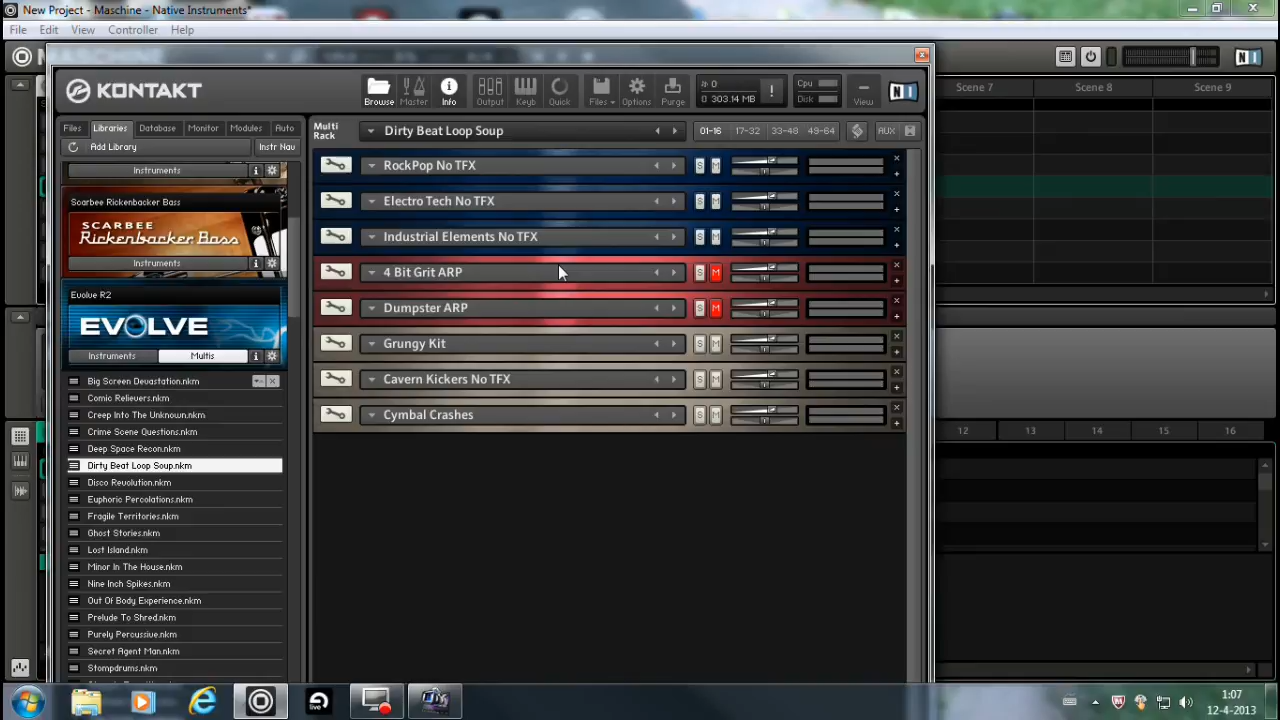 New Project - Maschine - Native Instruments*
File Edit View Controller Help
KONTAKT
Browse Master Info Output Keyb Quick Files Options Purge
0
303.14 MB
!
Cpu
Disk
View
NI
NI
Scene 7 Scene 8 Scene 9
Files Libraries Database Monitor Modules Auto
Add Library Instr Nav
Multi Rack
Dirty Beat Loop Soup
01-16 17-32 33-48 49-64 AUX
Instruments
Scarbee Rickenbacker Bass
SCARBEE
Rickenbacker Bass
Instruments
Evolve R2
EVOLVE
Instruments Multis
Big Screen Devastation.nkm
Comic Relievers.nkm
Creep Into The Unknown.nkm
Crime Scene Questions.nkm
Deep Space Recon.nkm
Dirty Beat Loop Soup.nkm
Disco Revolution.nkm
Euphoric Percolations.nkm
Fragile Territories.nkm
Ghost Stories.nkm
Lost Island.nkm
Minor In The House.nkm
Nine Inch Spikes.nkm
Out Of Body Experience.nkm
Prelude To Shred.nkm
Purely Percussive.nkm
Secret Agent Man.nkm
Stompdrums.nkm
RockPop No TFX S M
Electro Tech No TFX S M
Industrial Elements No TFX S M
4 Bit Grit ARP S M
Dumpster ARP S M
Grungy Kit S M
Cavern Kickers No TFX S M
Cymbal Crashes S M
12 13 14 15 16
live
1:07
12-4-2013